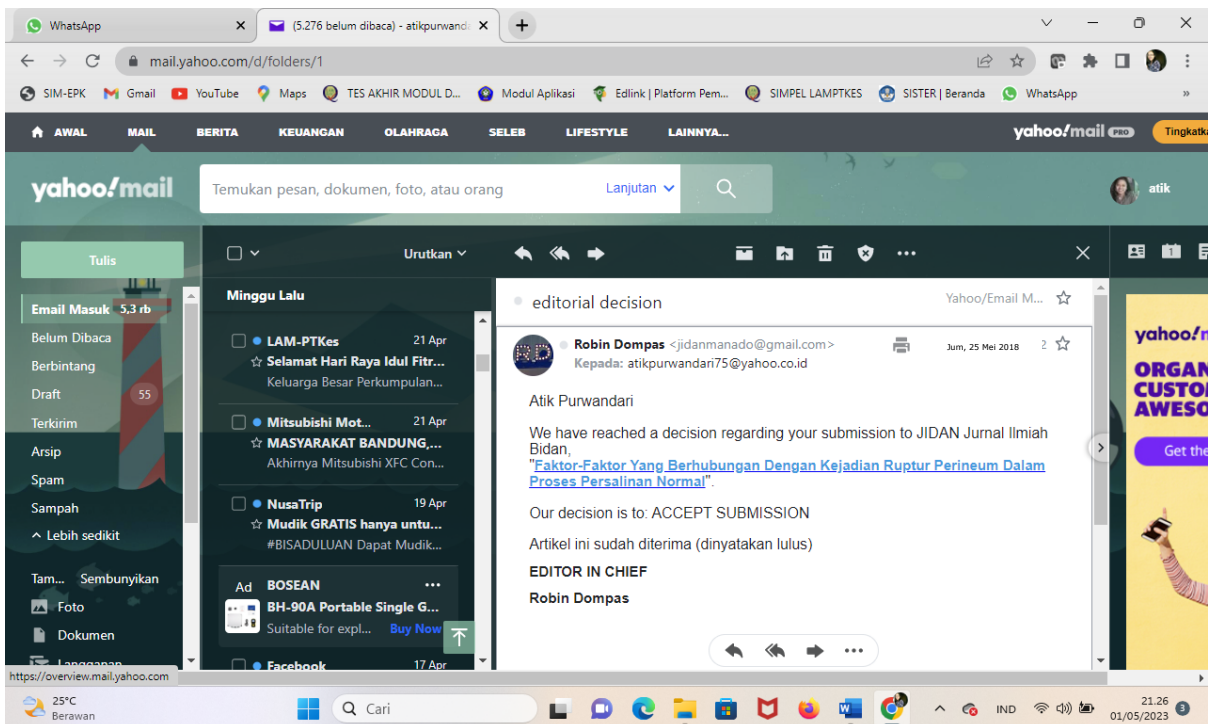 WhatsApp
(5.276 belum dibaca) - atikpurwanda
mail.yahoo.com/d/folders/1
SIM-EPK Gmail YouTube Maps TES AKHIR MODUL D... Modul Aplikasi Edlink | Platform Pem... SIMPEL LAMPTKES SISTER | Beranda WhatsApp »
AWAL MAIL BERITA KEUANGAN OLAHRAGA SELEB LIFESTYLE LAINNYA... yahoo!mail PRO Tingkatk
yahoo!mail
Temukan pesan, dokumen, foto, atau orang Lanjutan
atik
Tulis
Email Masuk 5,3 rb
Belum Dibaca
Berbintang
Draft 55
Terkirim
Arsip
Spam
Sampah
Lebih sedikit
Tam... Sembunyikan
Foto
Dokumen
Langganan
Urutkan
Minggu Lalu
LAM-PTKes 21 Apr
Selamat Hari Raya Idul Fitr...
Keluarga Besar Perkumpulan...
Mitsubishi Mot... 21 Apr
MASYARAKAT BANDUNG,...
Akhirnya Mitsubishi XFC Con...
NusaTrip 19 Apr
Mudik GRATIS hanya untu...
#BISADULUAN Dapat Mudik...
Ad BOSEAN
BH-90A Portable Single G...
Suitable for expl... Buy Now
Facebook 17 Apr
editorial decision Yahoo/Email M...
RD
Robin Dompas <jidanmanado@gmail.com> Jum, 25 Mei 2018 2
Kepada: atikpurwandari75@yahoo.co.id
Atik Purwandari
We have reached a decision regarding your submission to JIDAN Jurnal Ilmiah
Bidan,
"Faktor-Faktor Yang Berhubungan Dengan Kejadian Ruptur Perineum Dalam
Proses Persalinan Normal".
Our decision is to: ACCEPT SUBMISSION
Artikel ini sudah diterima (dinyatakan lulus)
EDITOR IN CHIEF
Robin Dompas
1
yahoo!m
ORGAN
CUSTO
AWESO
Get the
https://overview.mail.yahoo.com
25°C
Berawan
Cari
IND
21.26
01/05/2023
3